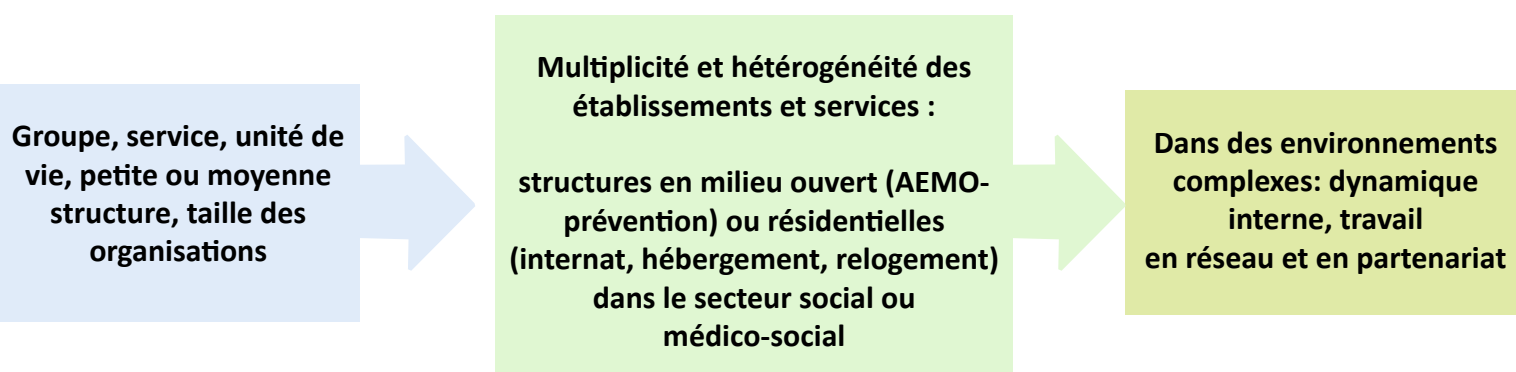 Groupe, service, unité de
vie, petite ou moyenne
structure, taille des
organisations
Multiplicité et hétérogénéité des
établissements et services :
structures en milieu ouvert (AEMO-
prévention) ou résidentielles
(internat, hébergement, relogement)
dans le secteur social ou
médico-social
Dans des environnements
complexes: dynamique
interne, travail
en réseau et en partenariat